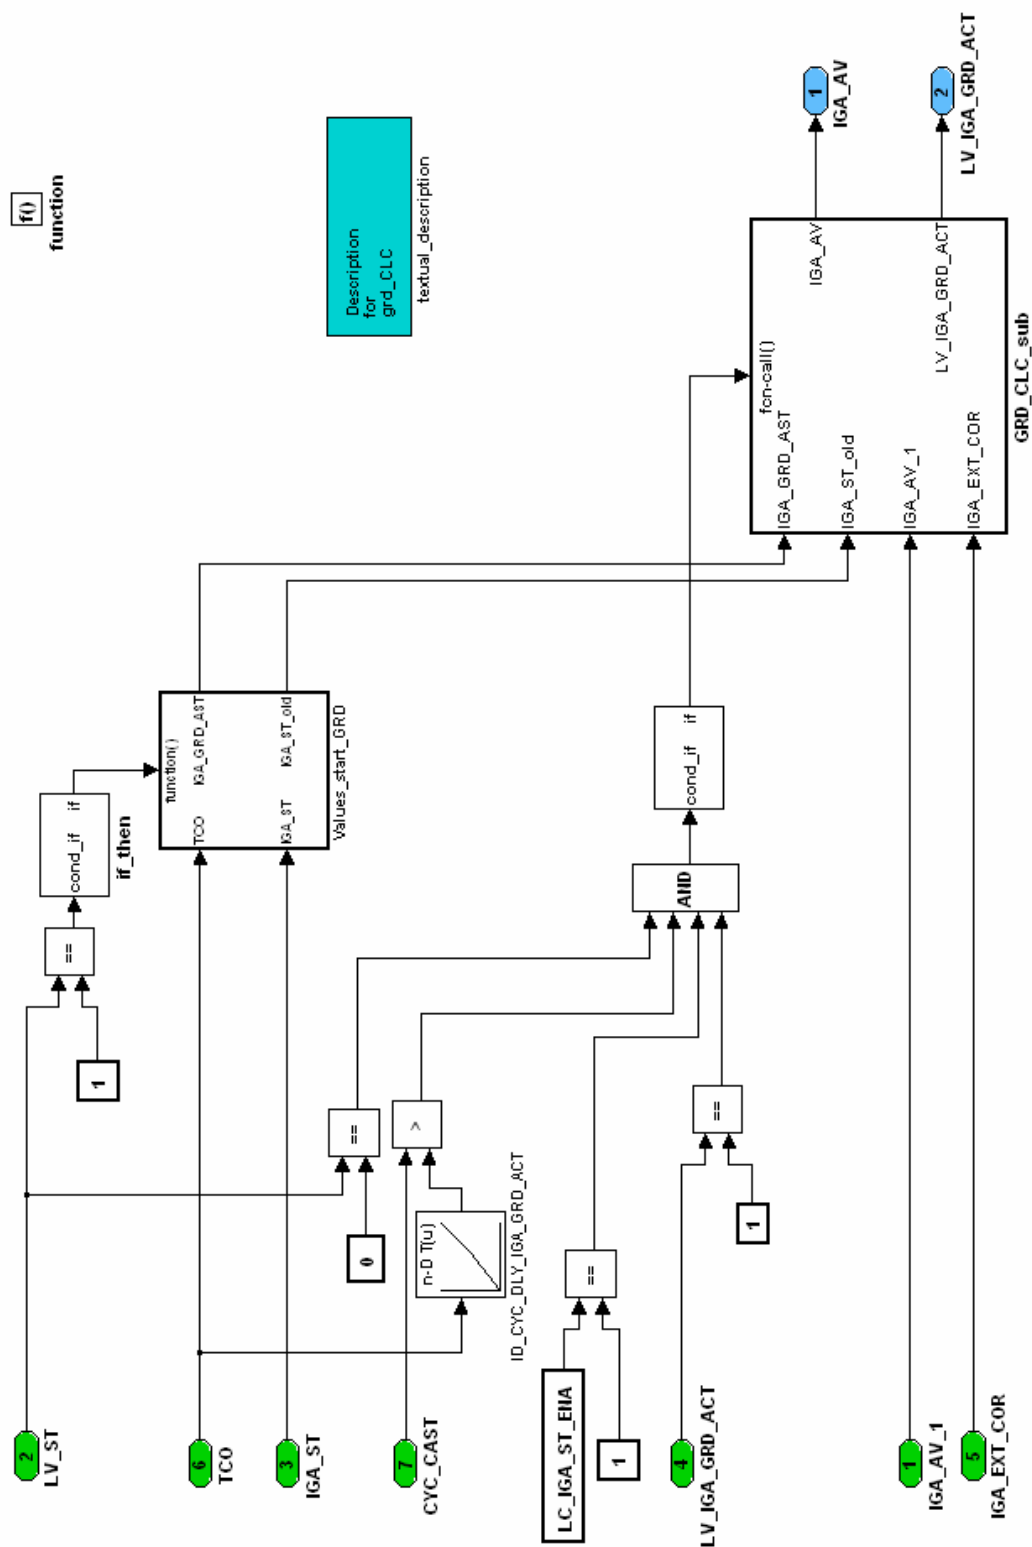 f()
function
2
LV_ST
1
==
cond_if if
if_then
6
TCO
3
IGA_ST
function()
TCO IGA_GRD_AST
IGA_ST IGA_ST_old
Values_start_GRD
Description
for
grd_CLC
textual_description
0
==
7
CYC_CAST
>
n-D T(u)
ID_CYC_DLY_IGA_GRD_ACT
LC_IGA_ST_ENA
1
==
4
LV_IGA_GRD_ACT
1
==
AND
cond_if if
1
IGA_AV_1
5
IGA_EXT_COR
fcn-call()
IGA_GRD_AST
IGA_ST_old
IGA_AV_1
IGA_EXT_COR
IGA_AV
LV_IGA_GRD_ACT
GRD_CLC_sub
1
IGA_AV
2
LV_IGA_GRD_ACT